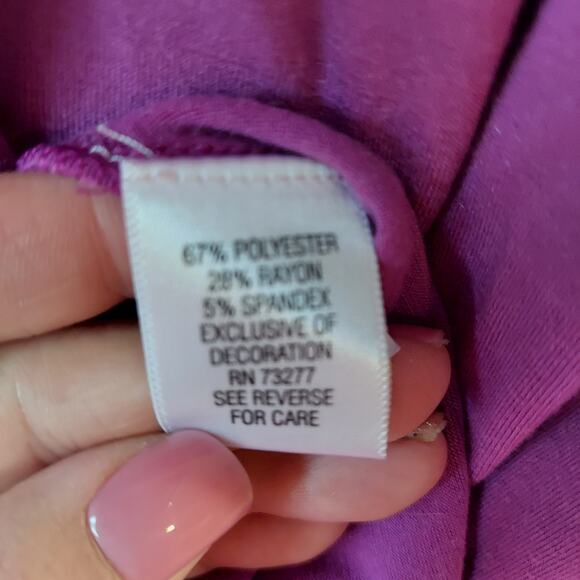 67% POLYESTER
28% RAYON
5% SPANDEX
EXCLUSIVE OF
DECORATION
RN 73277
SEE REVERSE
FOR CARE